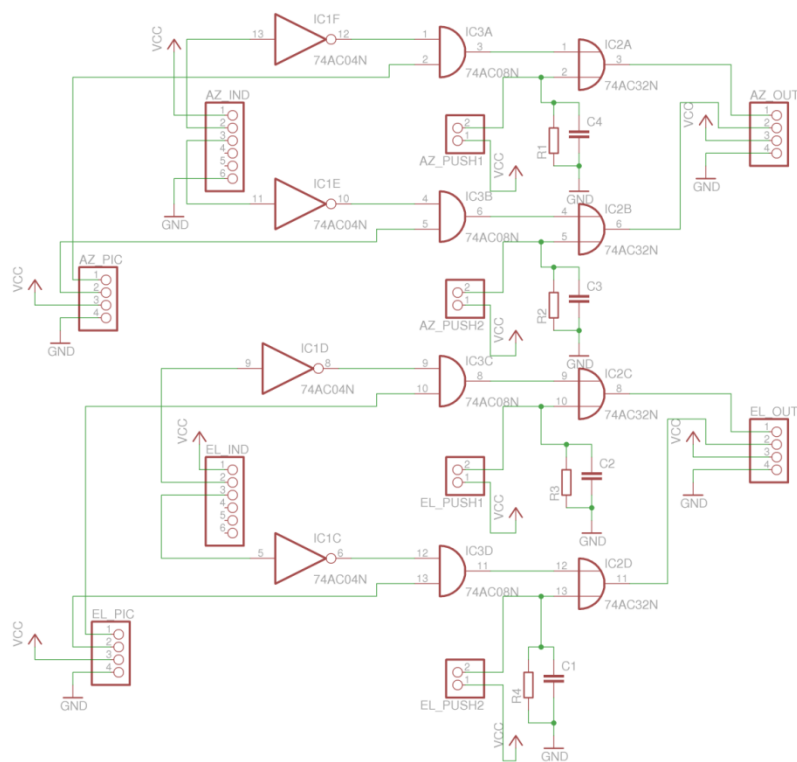 IC1F
13 12
74AC04N
IC3A
1
2
3
74AC08N
IC2A
1
2
3
74AC32N
VCC
AZ_IND
1
2
3
4
5
6
GND
AZ_PUSH1
2
1
VCC
R1
C4
GND
AZ_OUT
1
2
3
4
VCC
GND
IC1E
11 10
74AC04N
IC3B
4
5
6
74AC08N
IC2B
4
5
6
74AC32N
AZ_PIC
1
2
3
4
VCC
GND
AZ_PUSH2
2
1
VCC
R2
C3
GND
IC1D
9 8
74AC04N
IC3C
9
10
8
74AC08N
IC2C
9
10
8
74AC32N
VCC
EL_IND
1
2
3
4
5
6
EL_PUSH1
2
1
VCC
R3
C2
GND
EL_OUT
1
2
3
4
VCC
GND
IC1C
5 6
74AC04N
IC3D
12
13
11
74AC08N
IC2D
12
13
11
74AC32N
EL_PIC
1
2
3
4
VCC
GND
EL_PUSH2
2
1
VCC
R4
C1
GND